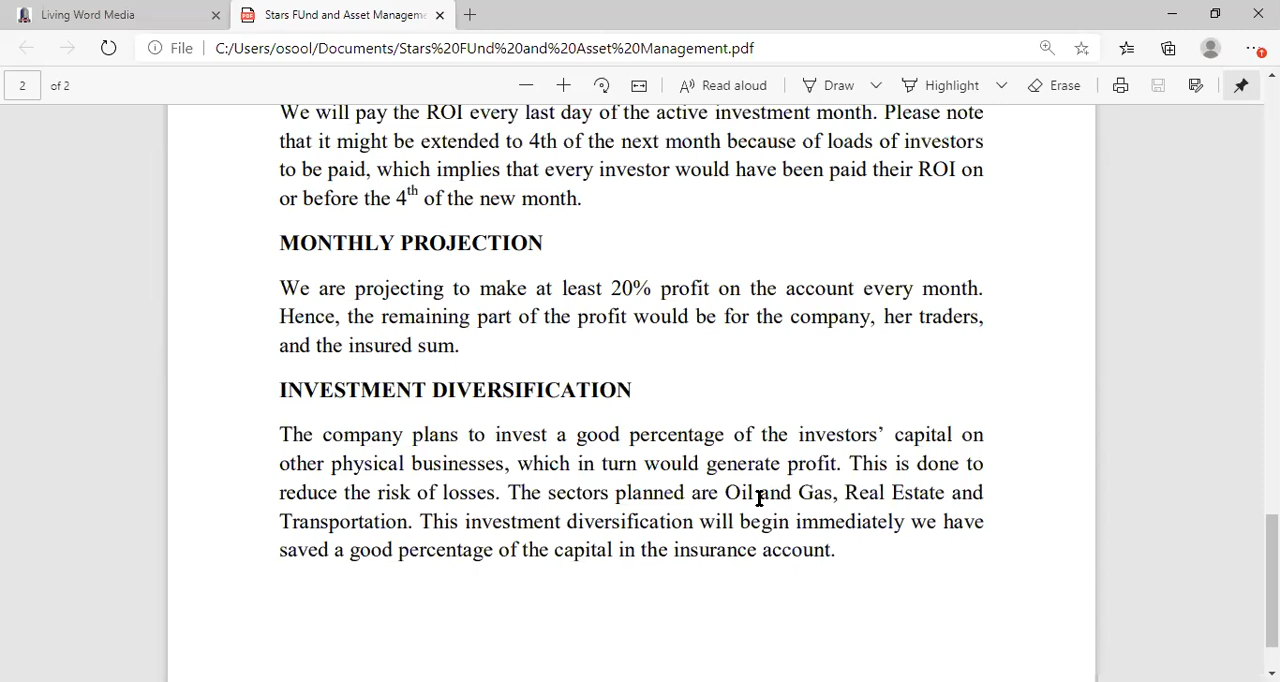 Living Word Media
Stars FUnd and Asset Managem
File
C:/Users/osool/Documents/Stars%20FUnd%20and%20Asset%20Management.pdf
2 of 2
Read aloud
Draw
Highlight
Erase
We will pay the ROI every last day of the active investment month. Please note
that it might be extended to 4th of the next month because of loads of investors
to be paid, which implies that every investor would have been paid their ROI on
or before the 4th of the new month.
MONTHLY PROJECTION
We are projecting to make at least 20% profit on the account every month.
Hence, the remaining part of the profit would be for the company, her traders,
and the insured sum.
INVESTMENT DIVERSIFICATION
The company plans to invest a good percentage of the investors’ capital on
other physical businesses, which in turn would generate profit. This is done to
reduce the risk of losses. The sectors planned are Oil and Gas, Real Estate and
Transportation. This investment diversification will begin immediately we have
saved a good percentage of the capital in the insurance account.